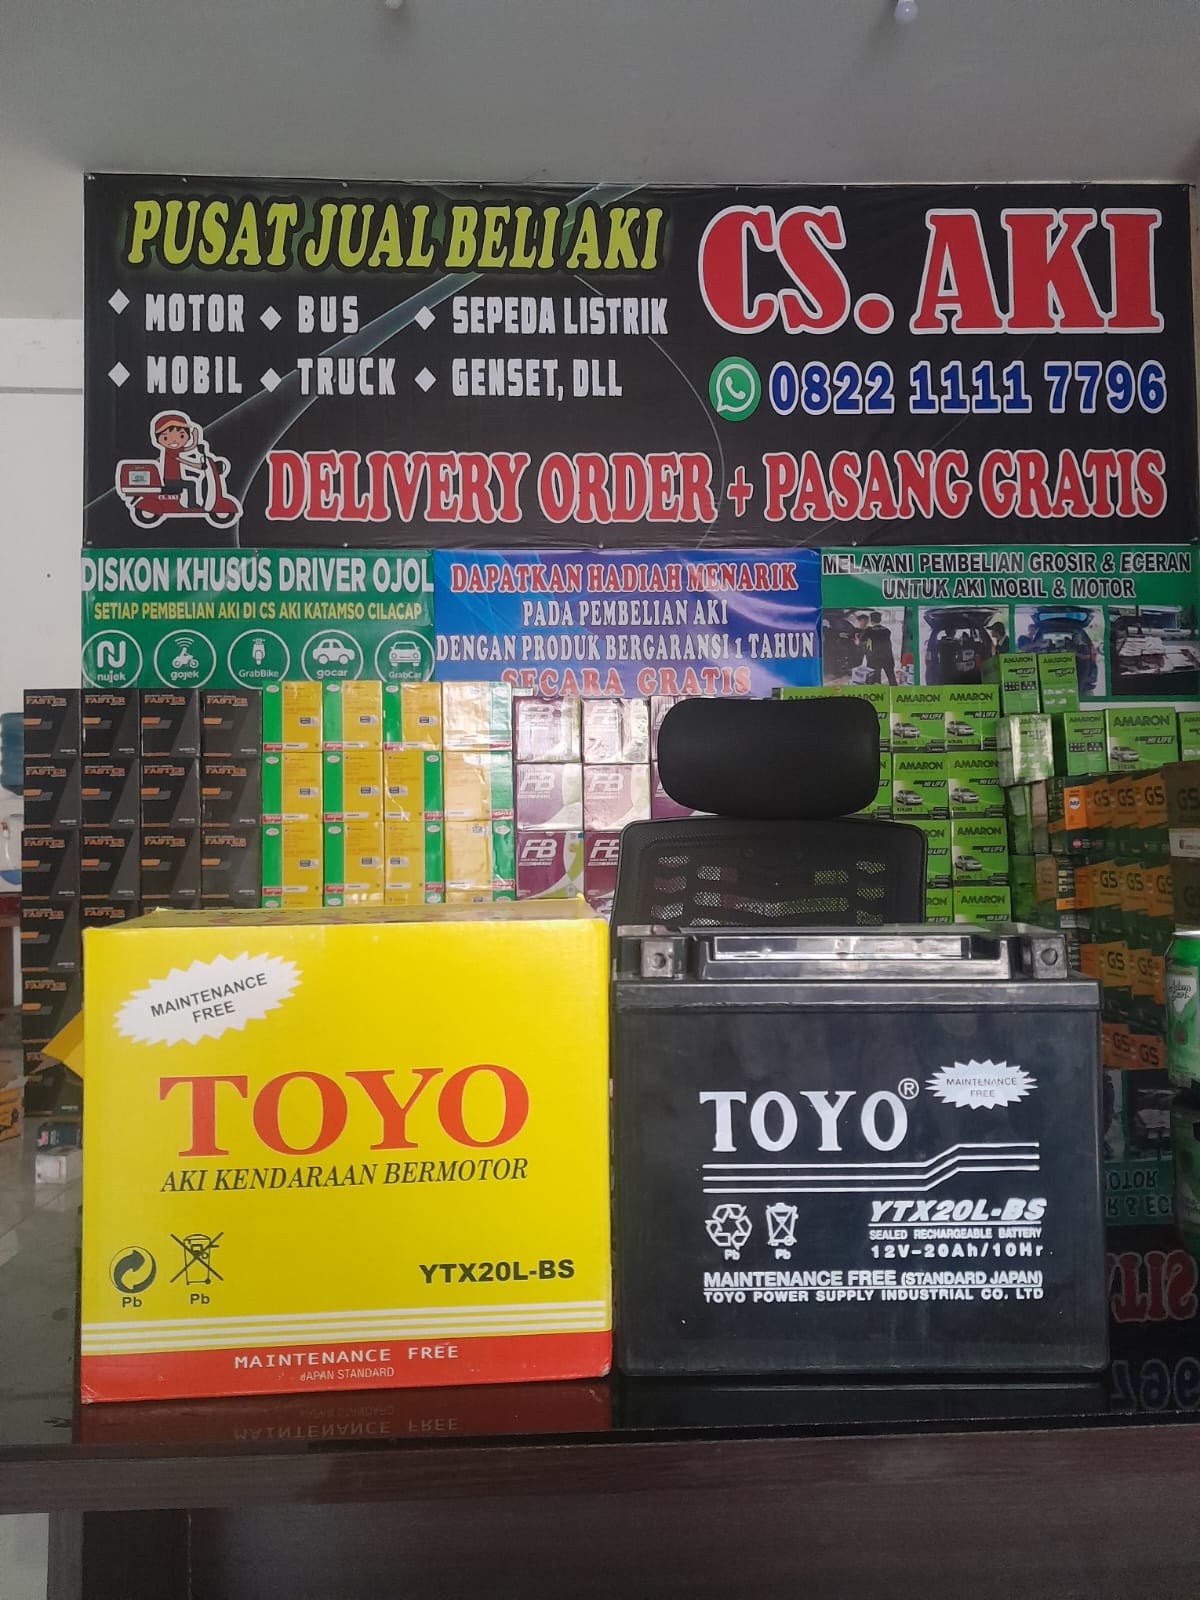 PUSAT JUAL BELI AKI
CS. AKI
MOTOR BUS SEPEDA LISTRIK
MOBIL TRUCK GENSET, DLL
0822 1111 7796
DELIVERY ORDER + PASANG GRATIS
DISKON KHUSUS DRIVER OJOL
SETIAP PEMBELIAN AKI DI CS AKI KATAMSO CILACAP
nujek gojek GrabBike gocar GrabCar
DAPATKAN HADIAH MENARIK
PADA PEMBELIAN AKI
DENGAN PRODUK BERGARANSI 1 TAHUN
SECARA GRATIS
MELAYANI PEMBELIAN GROSIR & ECERAN
UNTUK AKI MOBIL & MOTOR
FASTER
FB
AMARON
HI LIFE
GS
MAINTENANCE
FREE
TOYO
AKI KENDARAAN BERMOTOR
Pb Pb
YTX20L-BS
MAINTENANCE FREE
JAPAN STANDARD
TOYO®
MAINTENANCE
FREE
YTX20L-BS
SEALED RECHARGEABLE BATTERY
12V-20Ah/10Hr
Pb Pb
MAINTENANCE FREE (STANDARD JAPAN)
TOYO POWER SUPPLY INDUSTRIAL CO. LTD